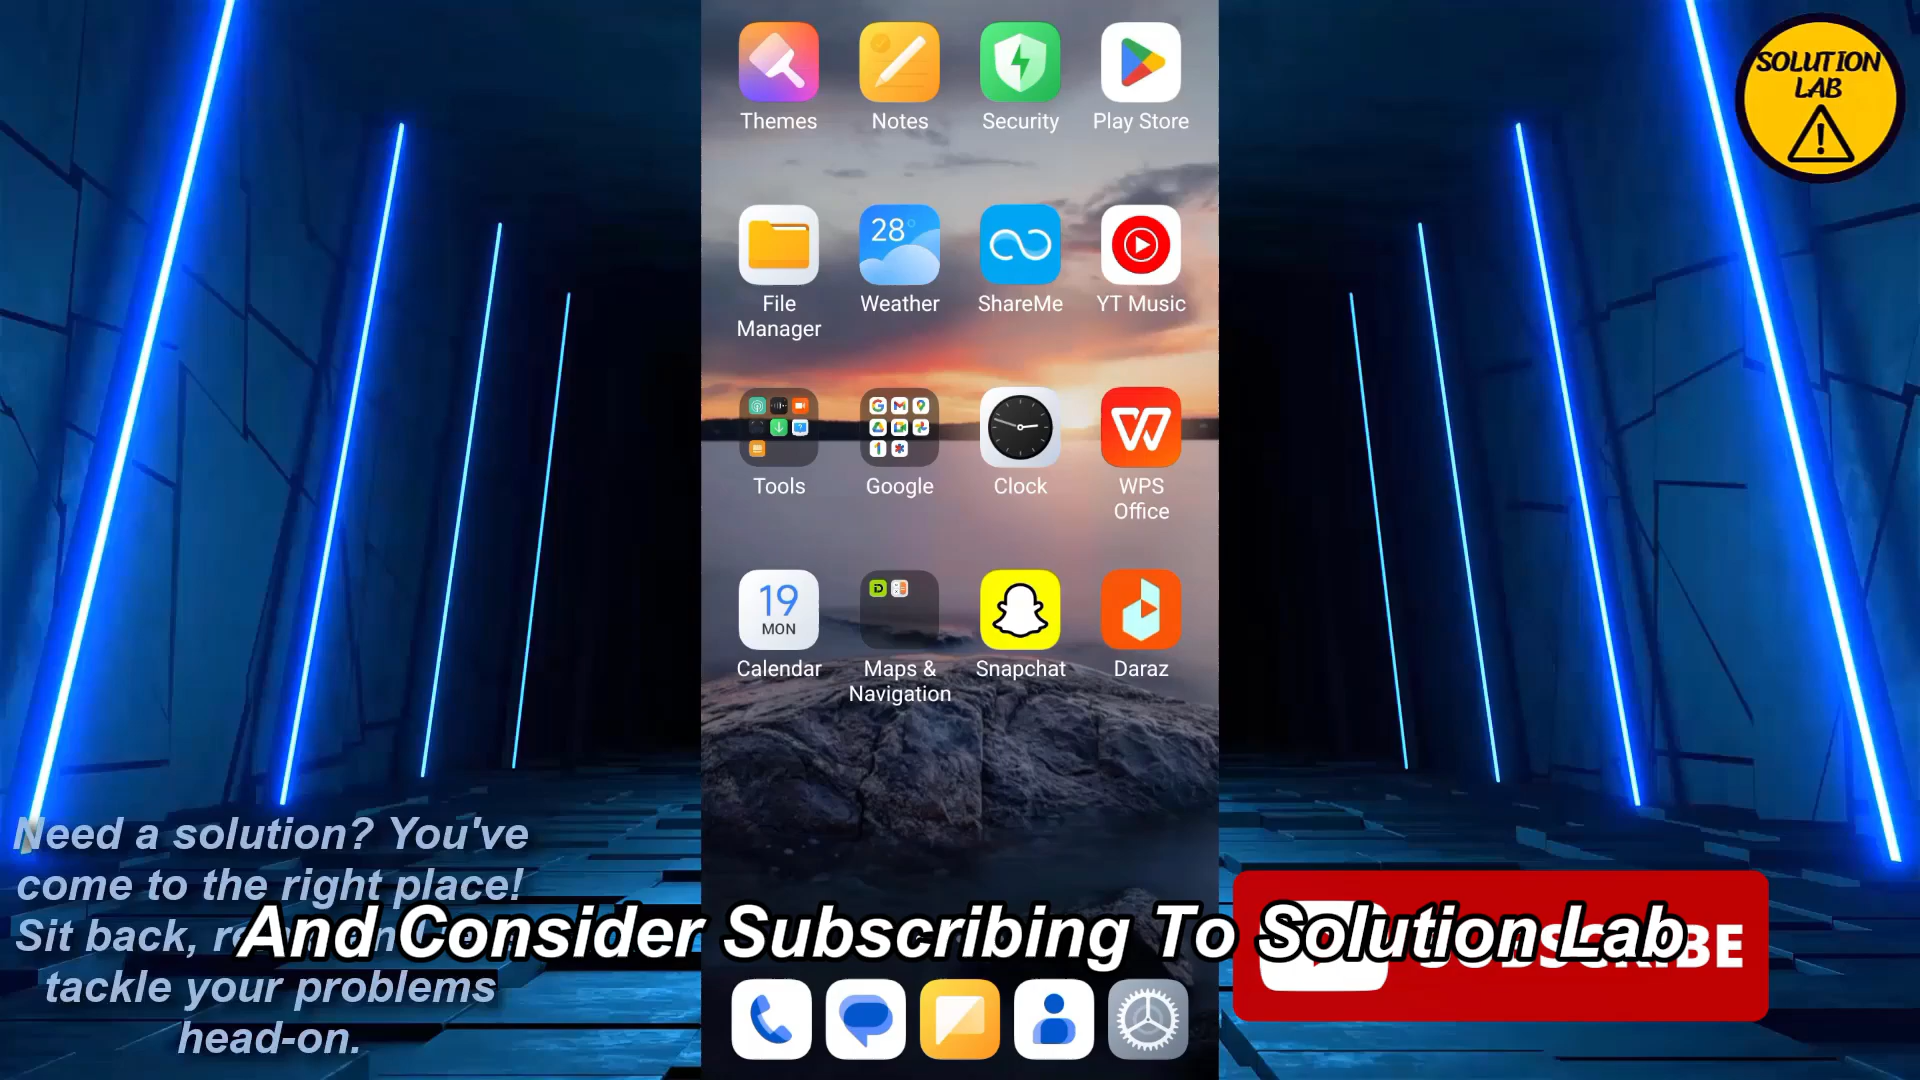 SOLUTION
LAB
Themes
Notes
Security
Play Store
28°
File
Manager
Weather
ShareMe
YT Music
Tools
Google
Clock
WPS
Office
19
MON
Calendar
Maps &
Navigation
Snapchat
Daraz
Need a solution? You've
come to the right place!
Sit back,
tackle your problems
head-on.
And Consider Subscribing To Solution Lab
SUBSCRIBE